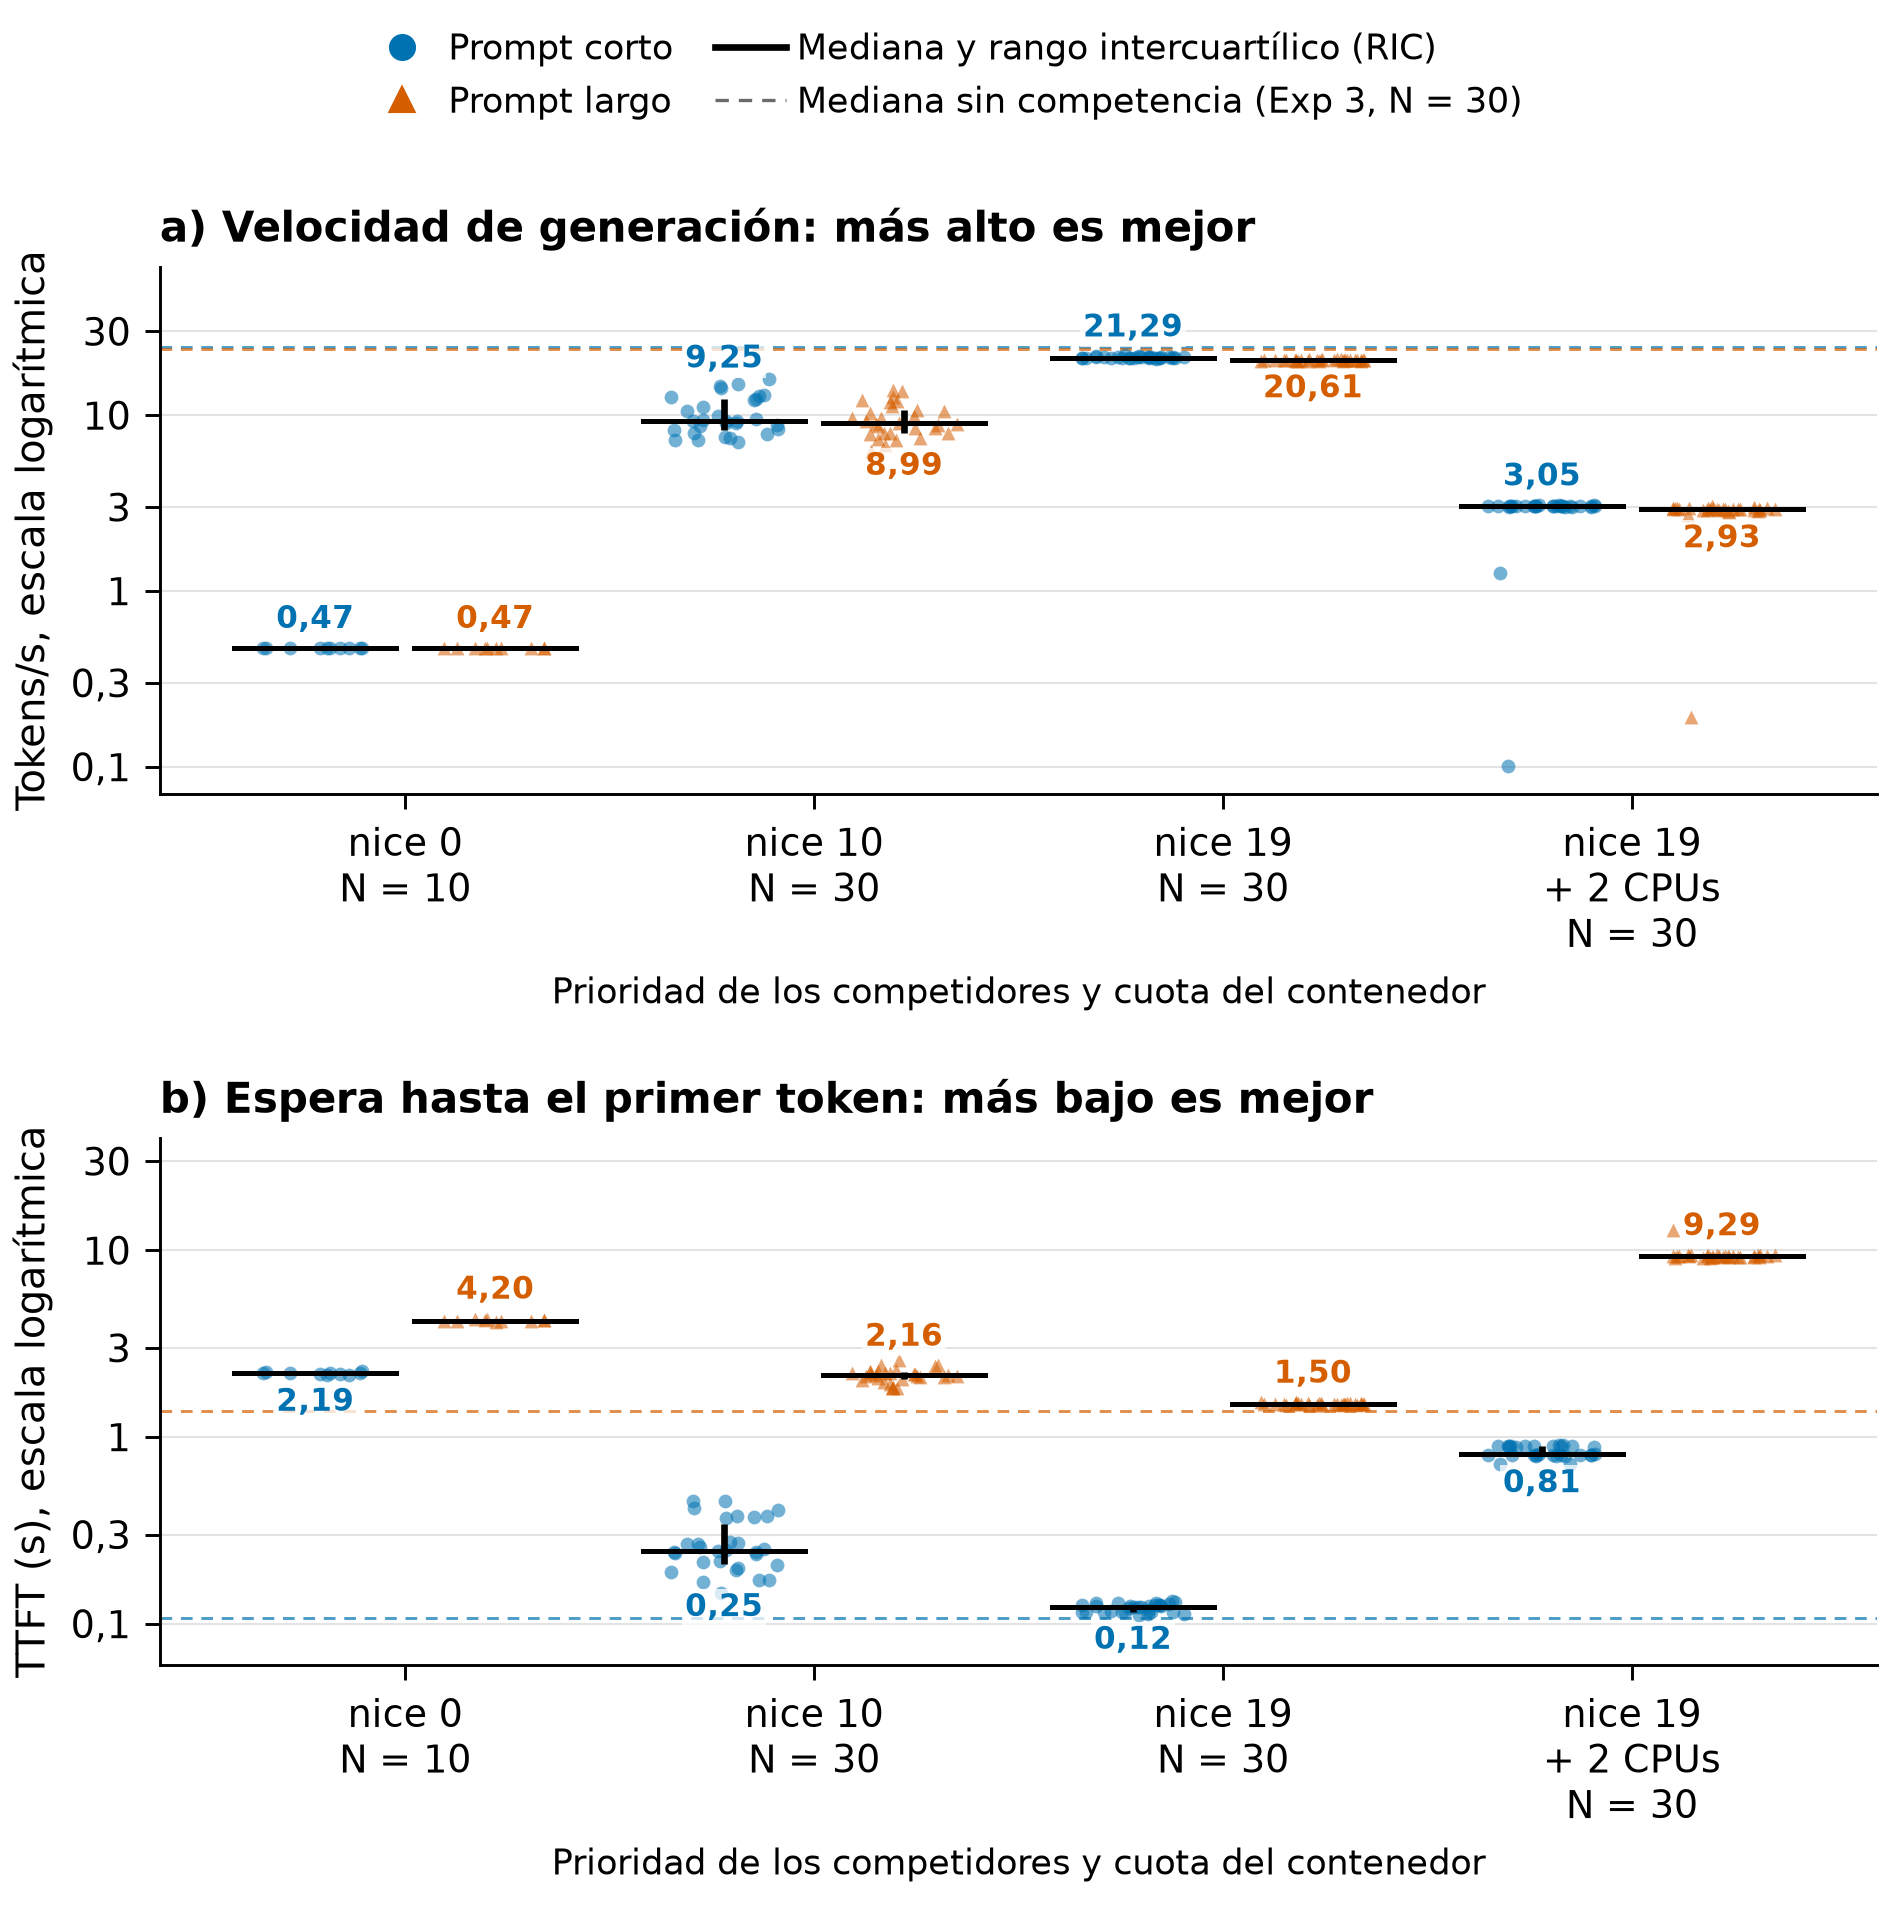 Prompt corto
Prompt largo
Mediana y rango intercuartílico (RIC)
Mediana sin competencia (Exp 3, N = 30)
a) Velocidad de generación: más alto es mejor
Tokens/s, escala logarítmica
30
10
3
1
0,3
0,1
0,47
0,47
9,25
8,99
21,29
20,61
3,05
2,93
nice 0
N = 10
nice 10
N = 30
nice 19
N = 30
nice 19
+ 2 CPUs
N = 30
Prioridad de los competidores y cuota del contenedor
b) Espera hasta el primer token: más bajo es mejor
TTFT (s), escala logarítmica
30
10
3
1
0,3
0,1
2,19
4,20
0,25
2,16
0,12
1,50
0,81
9,29
nice 0
N = 10
nice 10
N = 30
nice 19
N = 30
nice 19
+ 2 CPUs
N = 30
Prioridad de los competidores y cuota del contenedor